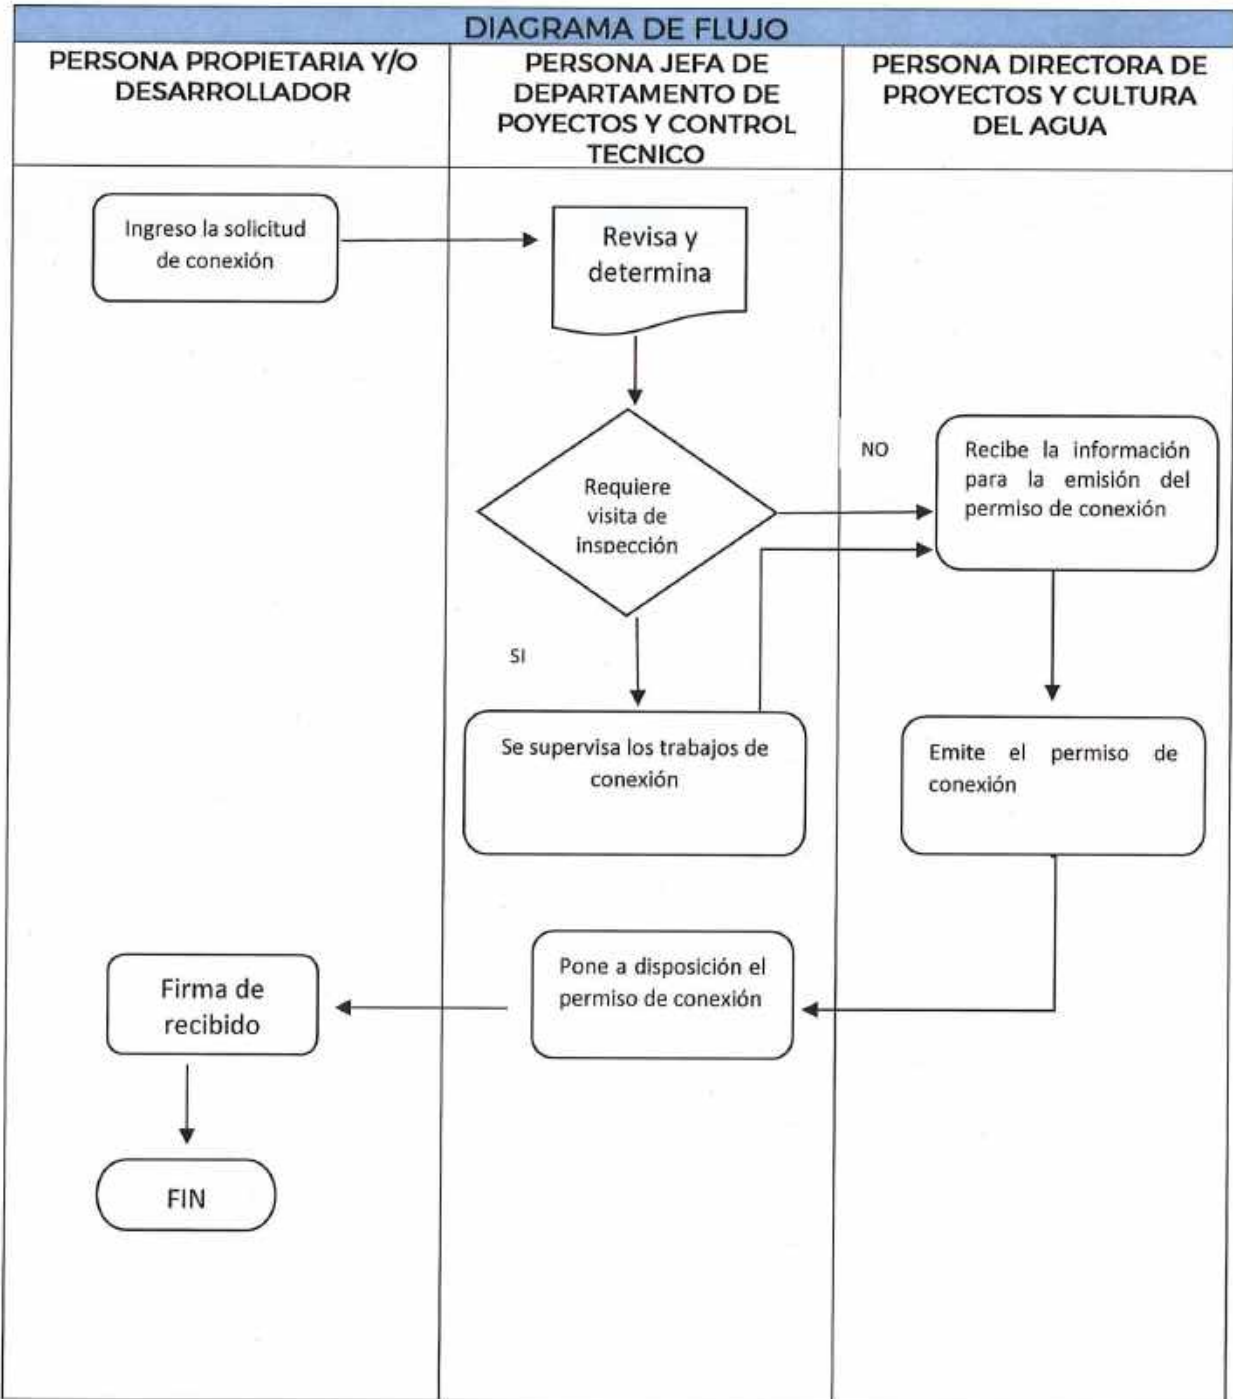 DIAGRAMA DE FLUJO
PERSONA PROPIETARIA Y/O
DESARROLLADOR
PERSONA JEFA DE
DEPARTAMENTO DE
POYECTOS Y CONTROL
TECNICO
PERSONA DIRECTORA DE
PROYECTOS Y CULTURA
DEL AGUA
Ingreso la solicitud
de conexión
Revisa y
determina
Requiere
visita de
inspección
NO
Recibe la información
para la emisión del
permiso de conexión
SI
Se supervisa los trabajos de
conexión
Emite el permiso de
conexión
Pone a disposición el
permiso de conexión
Firma de
recibido
FIN